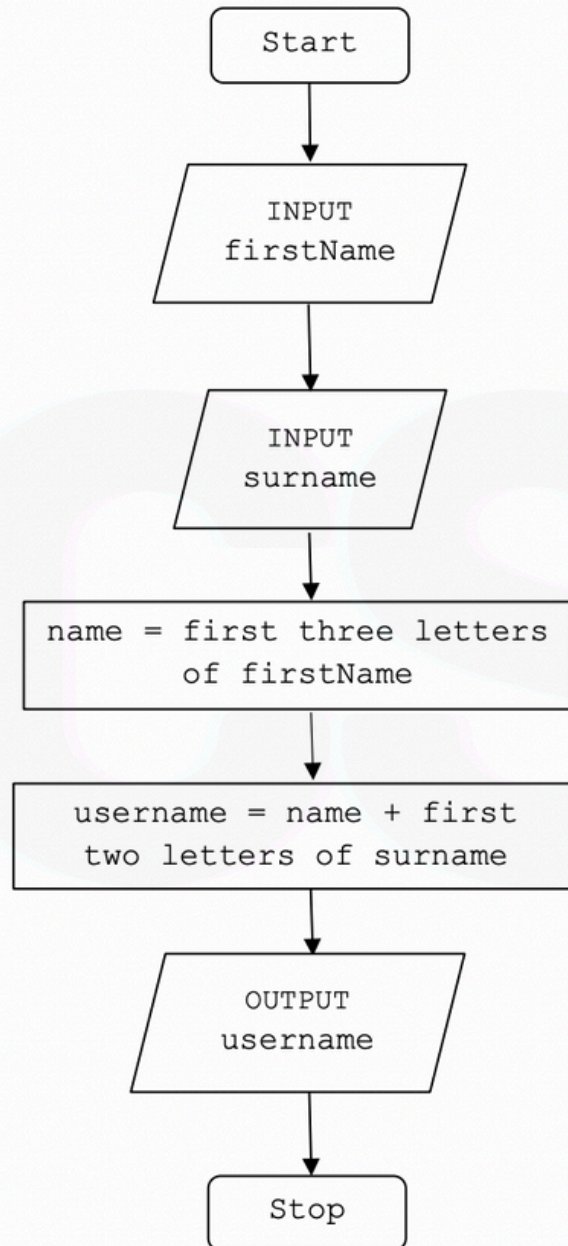 Start
INPUT
firstName
INPUT
surname
name = first three letters
of firstName
username = name + first
two letters of surname
OUTPUT
username
Stop